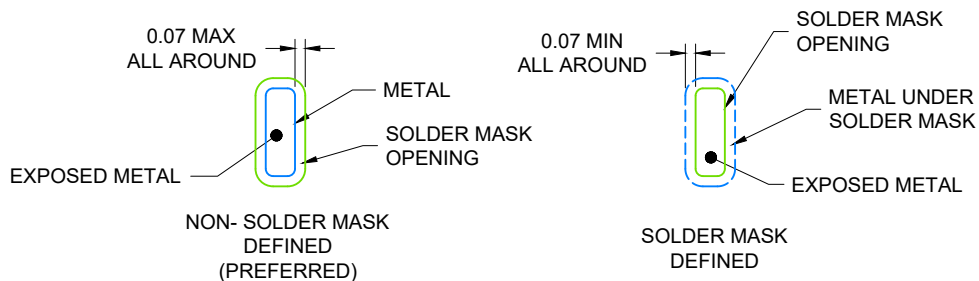 0.07 MAX
ALL AROUND
METAL
SOLDER MASK
OPENING
EXPOSED METAL
NON- SOLDER MASK
DEFINED
(PREFERRED)
0.07 MIN
ALL AROUND
SOLDER MASK
OPENING
METAL UNDER
SOLDER MASK
EXPOSED METAL
SOLDER MASK
DEFINED